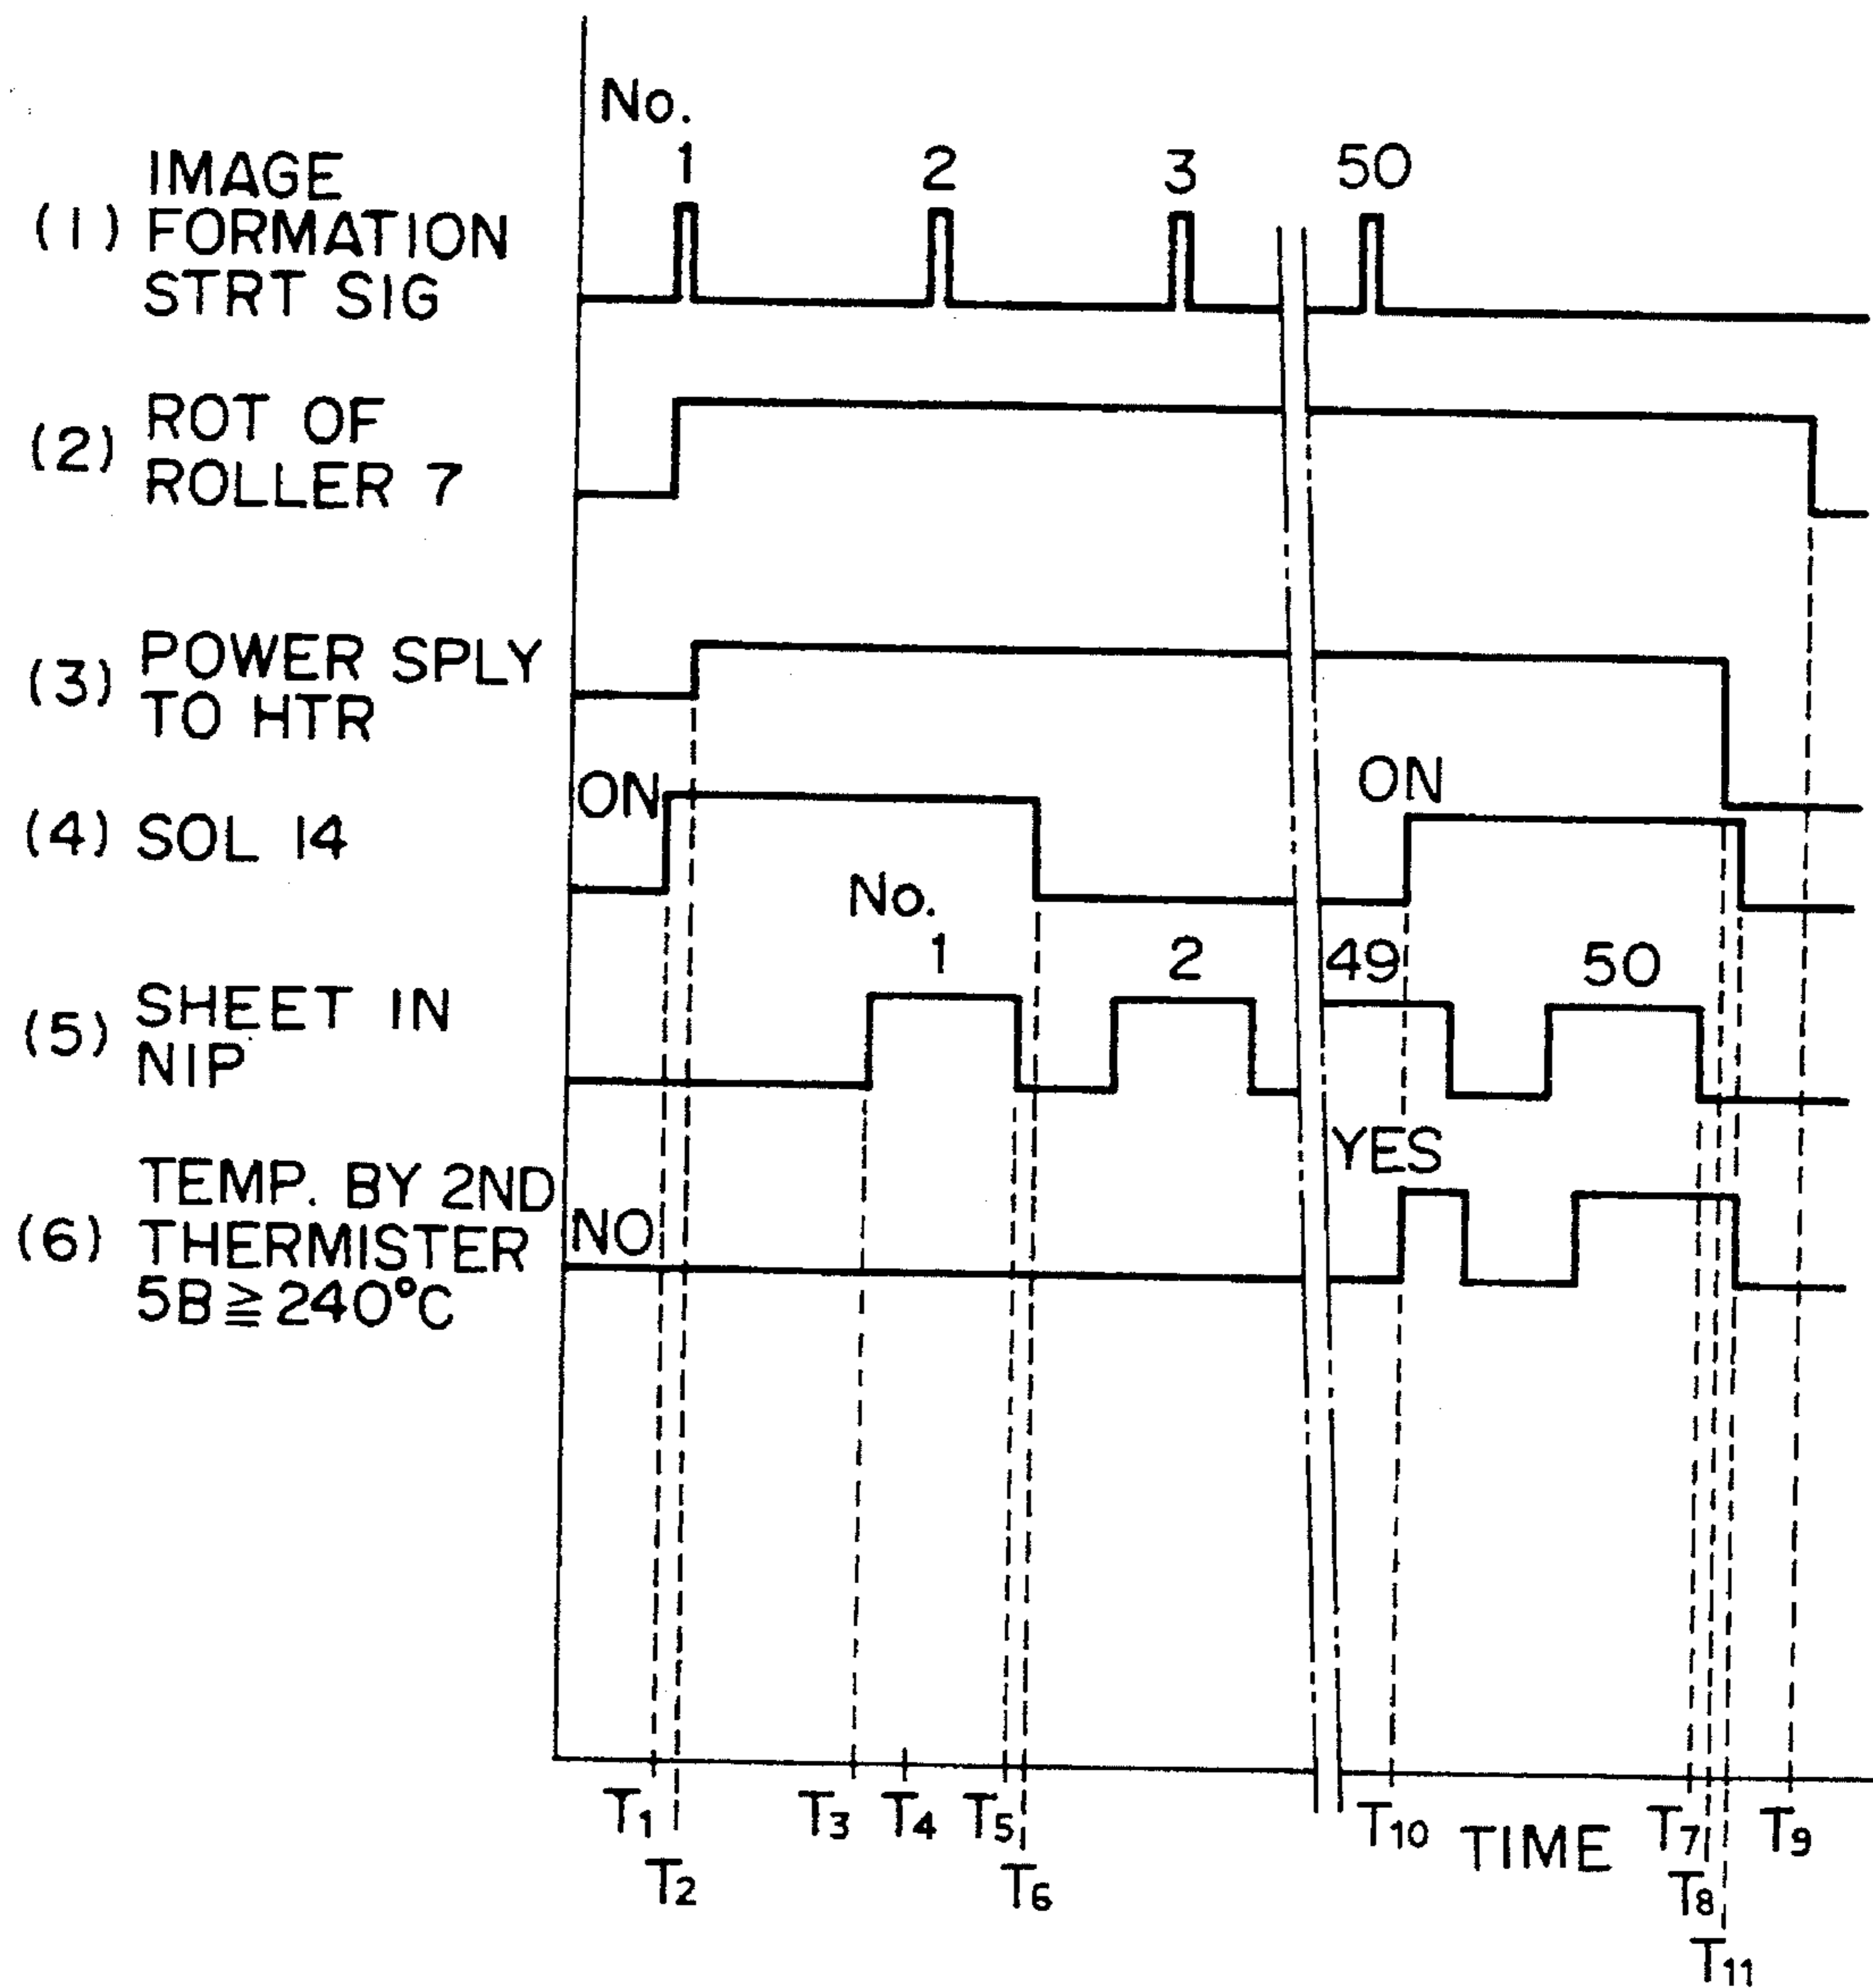 No.
1 2 3 50
IMAGE
(1) FORMATION
STRT SIG
ROT OF
(2)
ROLLER 7
POWER SPLY
(3)
TO HTR
ON ON
(4) SOL 14
No.
1 2 49 50
SHEET IN
(5)
NIP
YES
TEMP. BY 2ND
(6) THERMISTER NO
5B ≧ 240°C
T1 T3 T4 T5 T10 TIME T7 T9
T2 T6 T8
T11